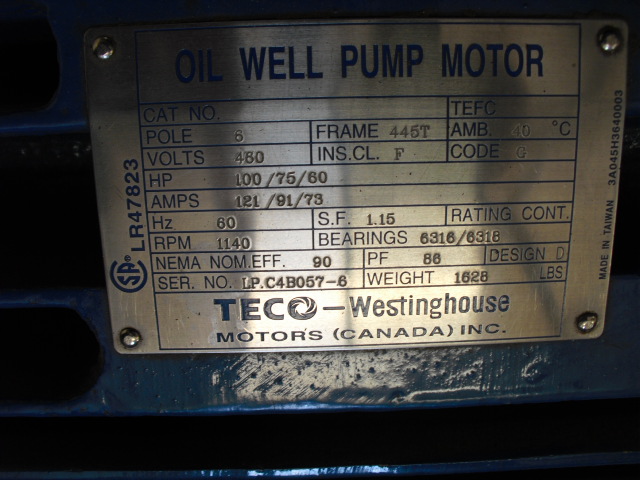 OIL WELL PUMP MOTOR
CAT NO. TEFC
POLE 6 FRAME 445T AMB. 40 °C
VOLTS 460 INS.CL. F CODE G
HP 100/75/60
AMPS 121/91/73
Hz 60 S.F. 1.15 RATING CONT.
RPM 1140 BEARINGS 6316/6316
NEMA NOM.EFF. 90 PF 86 DESIGN D
SER. NO. LP.C4B057-6 WEIGHT 1628 LBS
TECO-Westinghouse
MOTORS (CANADA) INC.
LR47823
SA
MADE IN TAIWAN 3A045H3640003